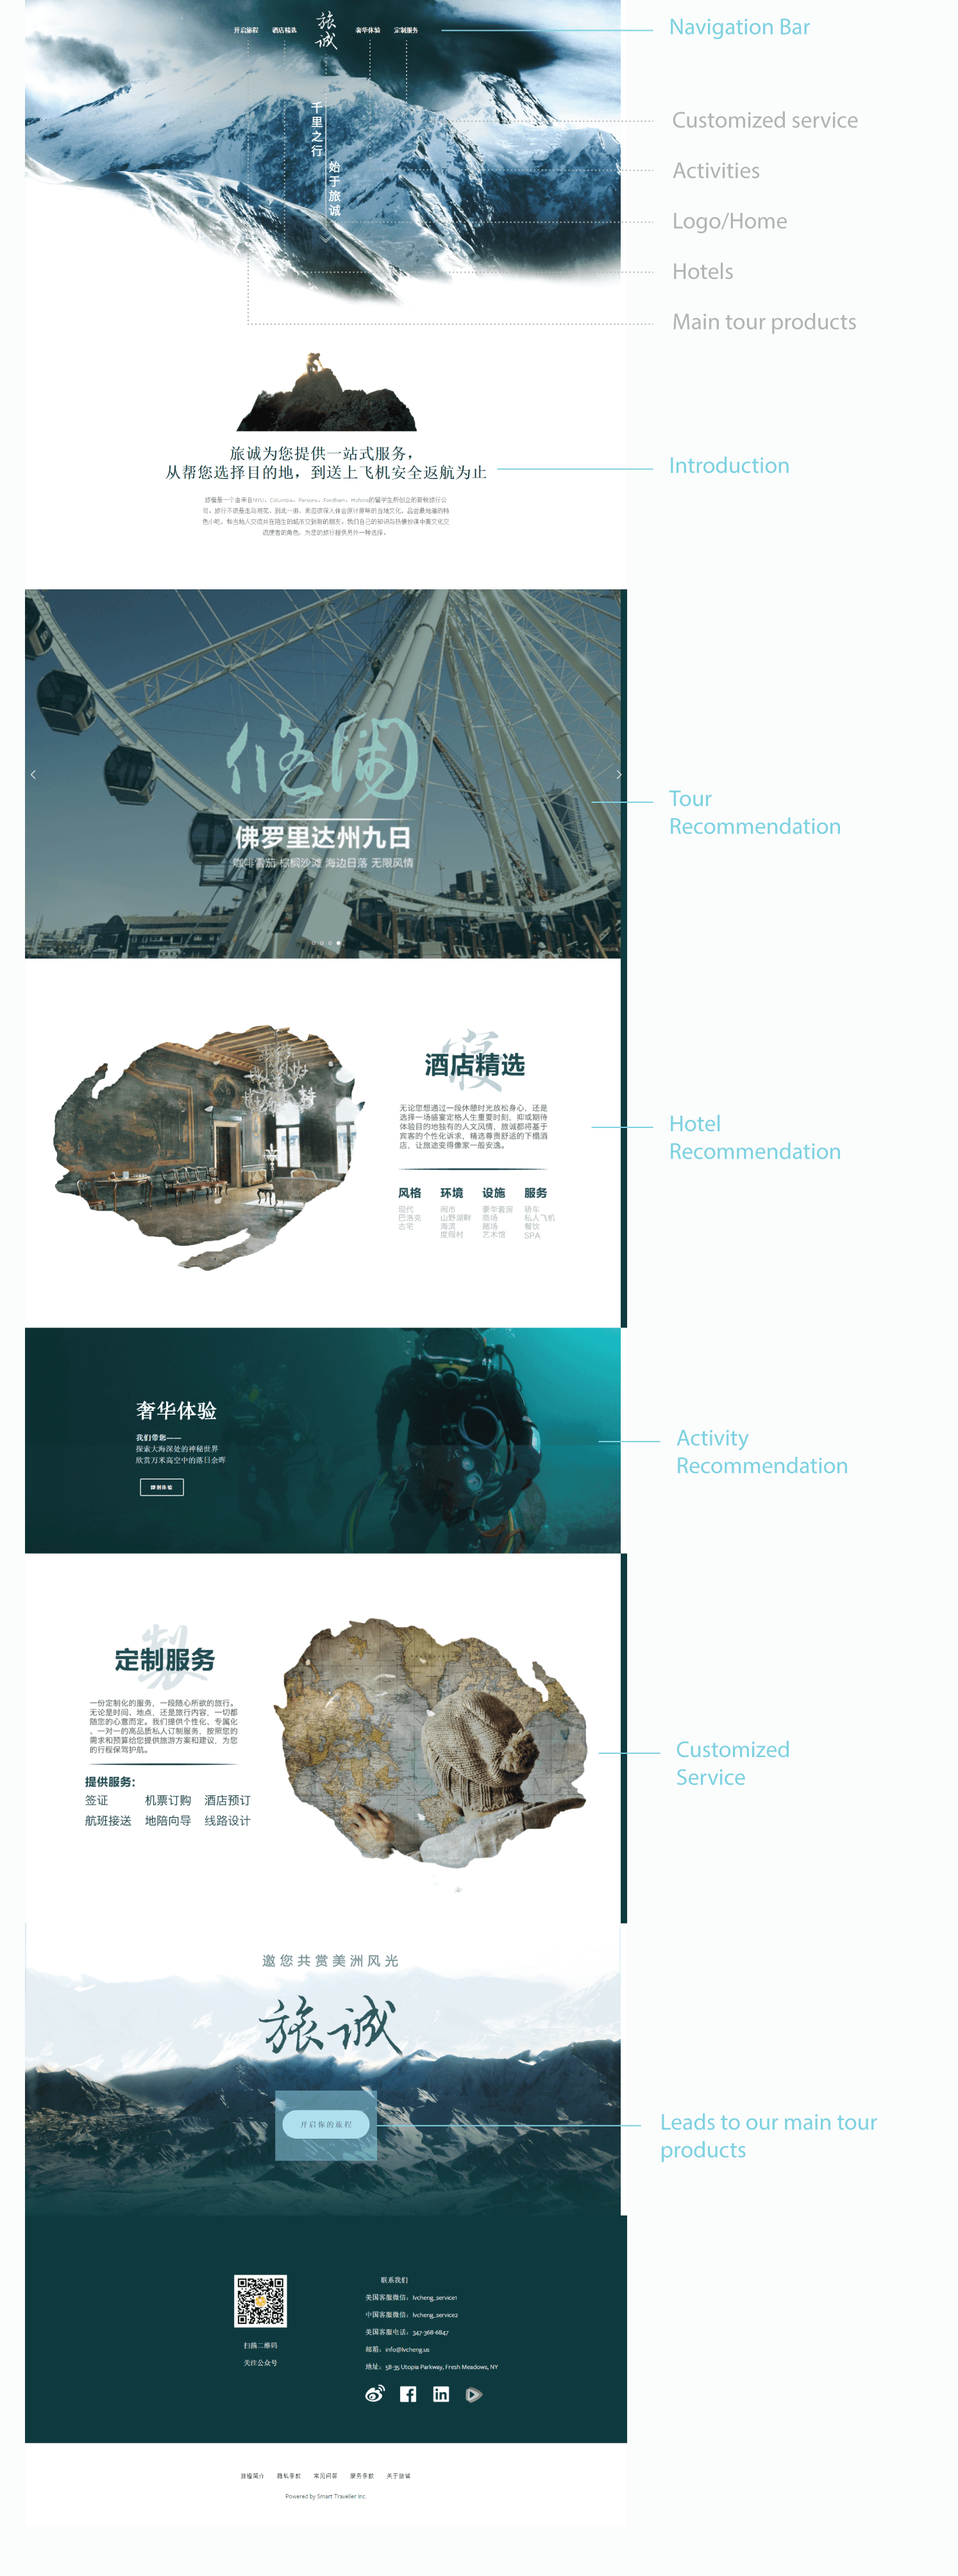 开启旅程
酒店精选
旅诚
奢华体验
定制服务
Navigation Bar
千里之行
始于旅诚
Customized service
Activities
Logo/Home
Hotels
Main tour products
旅诚为您提供一站式服务，
从帮您选择目的地，到送上飞机安全返航为止
Introduction
佛罗里达州九日
咖啡雪茄 棕榈沙滩 海边日落 无限风情
Tour
Recommendation
酒店精选
无论您想通过一段休憩时光放松身心，还是
选择一场盛宴定格人生重要时刻，抑或期待
体验目的地独有的人文风情，旅诚都将基于
宾客的个性化诉求，精选尊贵舒适的下榻酒
店，让旅途变得像家一般安逸。
Hotel
Recommendation
风格 环境 设施 服务
现代 闹市 豪华套房 轿车
巴洛克 山野湖畔 商场 私人飞机
古宅 海滨 赌场 餐饮
度假村 艺术馆 SPA
奢华体验
我们带您——
探索大海深处的神秘世界
欣赏万米高空中的落日余晖
Activity
Recommendation
定制服务
一份定制化的服务，一段随心所欲的旅行。
无论是时间、地点，还是旅行内容，一切都
随您的心意而定。我们提供个性化、专属化
、一对一的高品质私人订制服务，按照您的
需求和预算给您提供旅游方案和建议，为您
的行程保驾护航。
提供服务：
签证 机票订购 酒店预订
航班接送 地陪向导 线路设计
Customized
Service
邀您共赏美洲风光
旅诚
开启你的旅程
Leads to our main tour
products
扫描二维码
关注公众号
联系我们
美国客服微信：lvcheng_service1
中国客服微信：lvcheng_service2
美国客服电话：347-368-6847
邮箱：info@lvcheng.us
地址：58-35 Utopia Parkway, Fresh Meadows, NY
隐私条款 常见问答 服务条款 关于旅诚
Powered by Smart Traveller Inc.